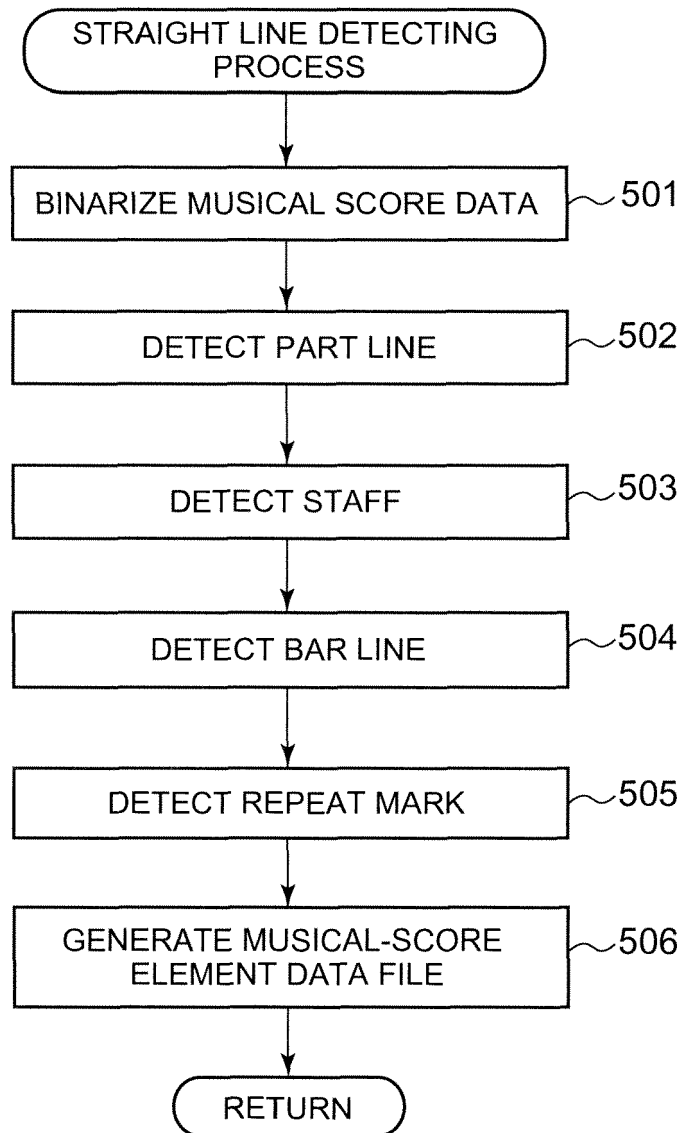 STRAIGHT LINE DETECTING
PROCESS
BINARIZE MUSICAL SCORE DATA
501
DETECT PART LINE
502
DETECT STAFF
503
DETECT BAR LINE
504
DETECT REPEAT MARK
505
GENERATE MUSICAL-SCORE
ELEMENT DATA FILE
506
RETURN